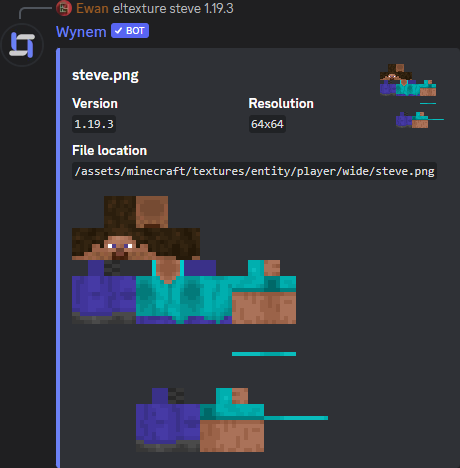 Ewan e!texture steve 1.19.3
Wynem ✓ BOT
steve.png
Version Resolution
1.19.3 64x64
File location
/assets/minecraft/textures/entity/player/wide/steve.png